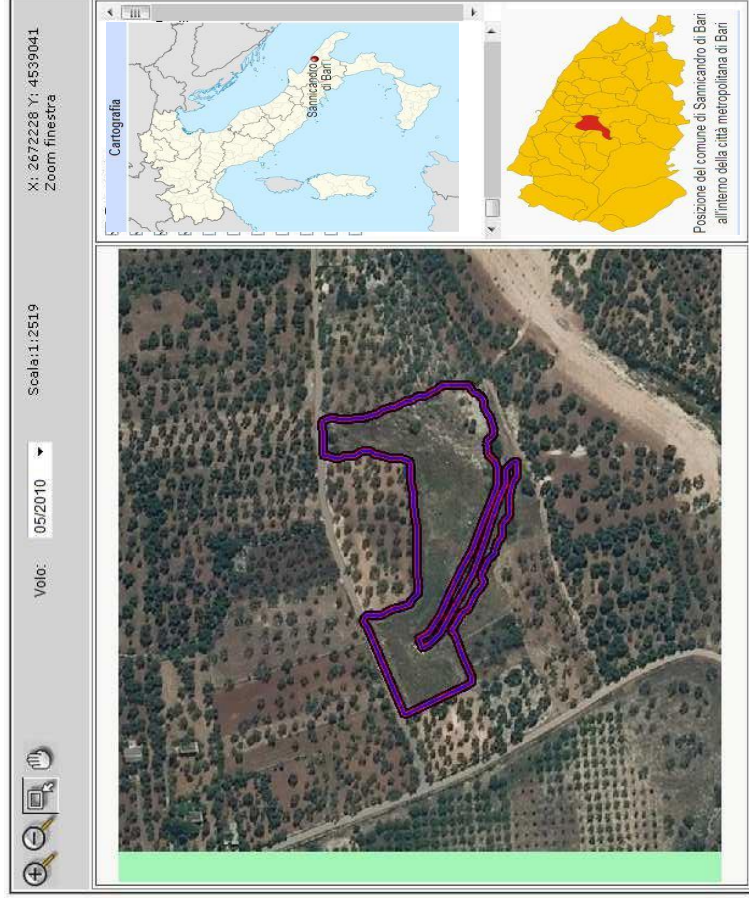 Volo:
05/2010
Scala:1:2519
X: 2672228 Y: 4539041
Zoom finestra
Cartografia
Sannicandro
di Bari
Posizione del comune di Sannicandro di Bari
all'interno della città metropolitana di Bari